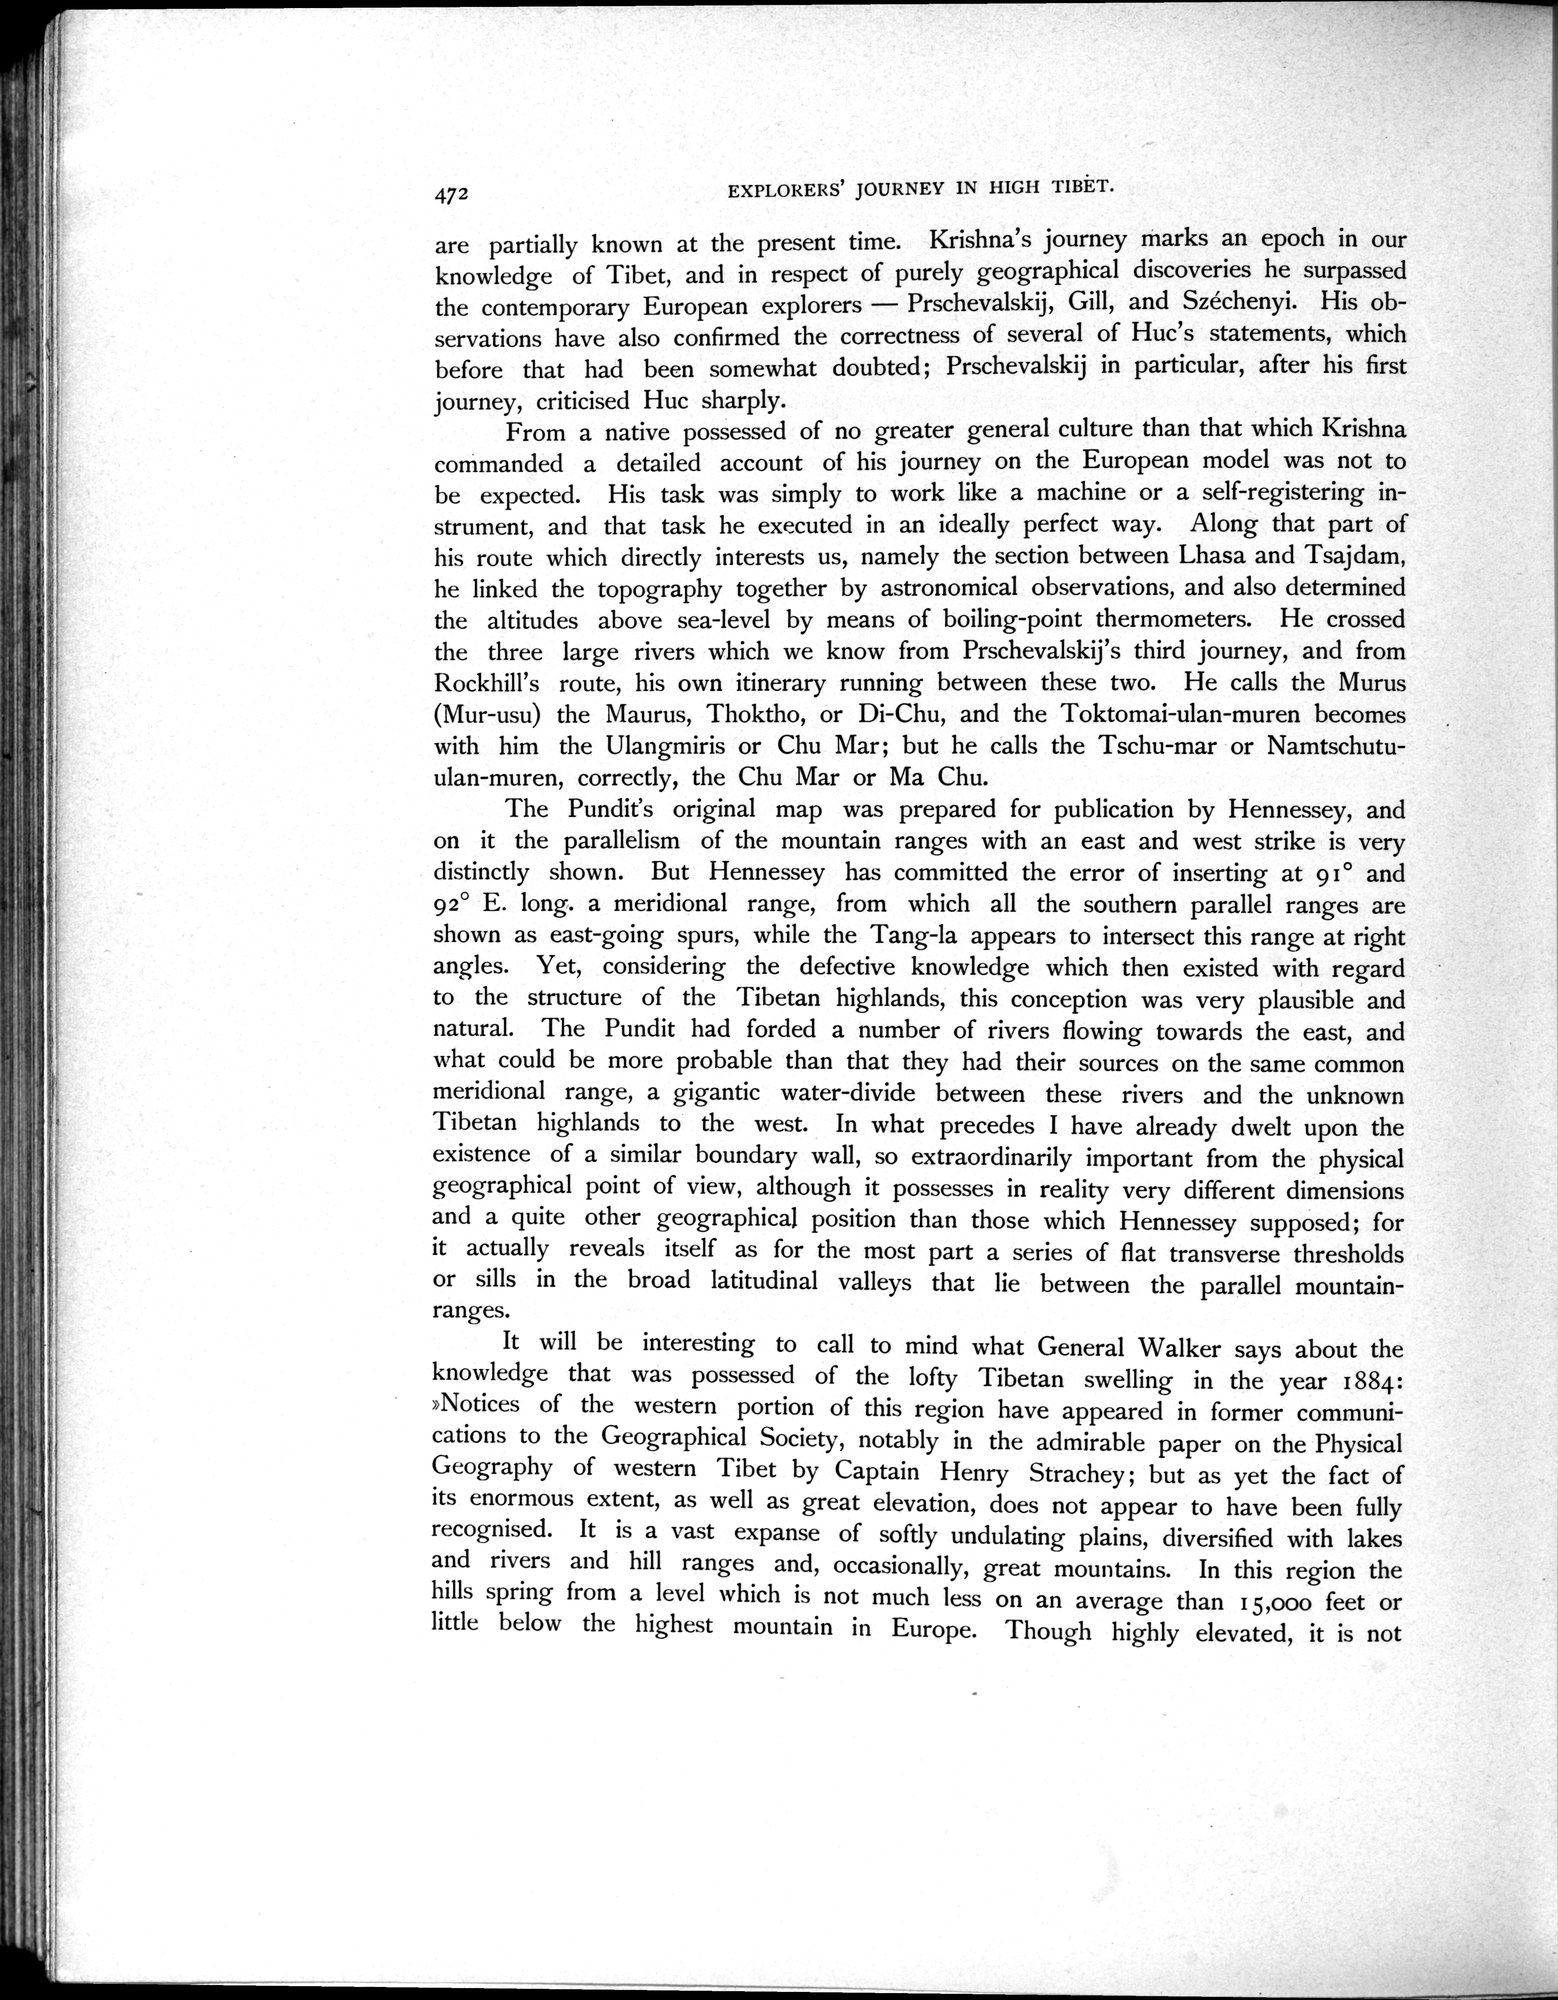 472
EXPLORERS' JOURNEY IN HIGH TIBET.
are partially known at the present time. Krishna's journey marks an epoch in our
knowledge of Tibet, and in respect of purely geographical discoveries he surpassed
the contemporary European explorers — Prschevalskij, Gill, and Széchenyi. His ob-
servations have also confirmed the correctness of several of Huc's statements, which
before that had been somewhat doubted; Prschevalskij in particular, after his first
journey, criticised Huc sharply.
From a native possessed of no greater general culture than that which Krishna
commanded a detailed account of his journey on the European model was not to
be expected. His task was simply to work like a machine or a self-registering in-
strument, and that task he executed in an ideally perfect way. Along that part of
his route which directly interests us, namely the section between Lhasa and Tsajdam,
he linked the topography together by astronomical observations, and also determined
the altitudes above sea-level by means of boiling-point thermometers. He crossed
the three large rivers which we know from Prschevalskij's third journey, and from
Rockhill's route, his own itinerary running between these two. He calls the Murus
(Mur-usu) the Maurus, Thoktho, or Di-Chu, and the Toktomai-ulan-muren becomes
with him the Ulangmiris or Chu Mar; but he calls the Tschu-mar or Namtschutu-
ulan-muren, correctly, the Chu Mar or Ma Chu.
The Pundit's original map was prepared for publication by Hennessey, and
on it the parallelism of the mountain ranges with an east and west strike is very
distinctly shown. But Hennessey has committed the error of inserting at 91° and
92° E. long. a meridional range, from which all the southern parallel ranges are
shown as east-going spurs, while the Tang-la appears to intersect this range at right
angles. Yet, considering the defective knowledge which then existed with regard
to the structure of the Tibetan highlands, this conception was very plausible and
natural. The Pundit had forded a number of rivers flowing towards the east, and
what could be more probable than that they had their sources on the same common
meridional range, a gigantic water-divide between these rivers and the unknown
Tibetan highlands to the west. In what precedes I have already dwelt upon the
existence of a similar boundary wall, so extraordinarily important from the physical
geographical point of view, although it possesses in reality very different dimensions
and a quite other geographical position than those which Hennessey supposed; for
it actually reveals itself as for the most part a series of flat transverse thresholds
or sills in the broad latitudinal valleys that lie between the parallel mountain-
ranges.
It will be interesting to call to mind what General Walker says about the
knowledge that was possessed of the lofty Tibetan swelling in the year 1884:
»Notices of the western portion of this region have appeared in former communi-
cations to the Geographical Society, notably in the admirable paper on the Physical
Geography of western Tibet by Captain Henry Strachey; but as yet the fact of
its enormous extent, as well as great elevation, does not appear to have been fully
recognised. It is a vast expanse of softly undulating plains, diversified with lakes
and rivers and hill ranges and, occasionally, great mountains. In this region the
hills spring from a level which is not much less on an average than 15,000 feet or
little below the highest mountain in Europe. Though highly elevated, it is not